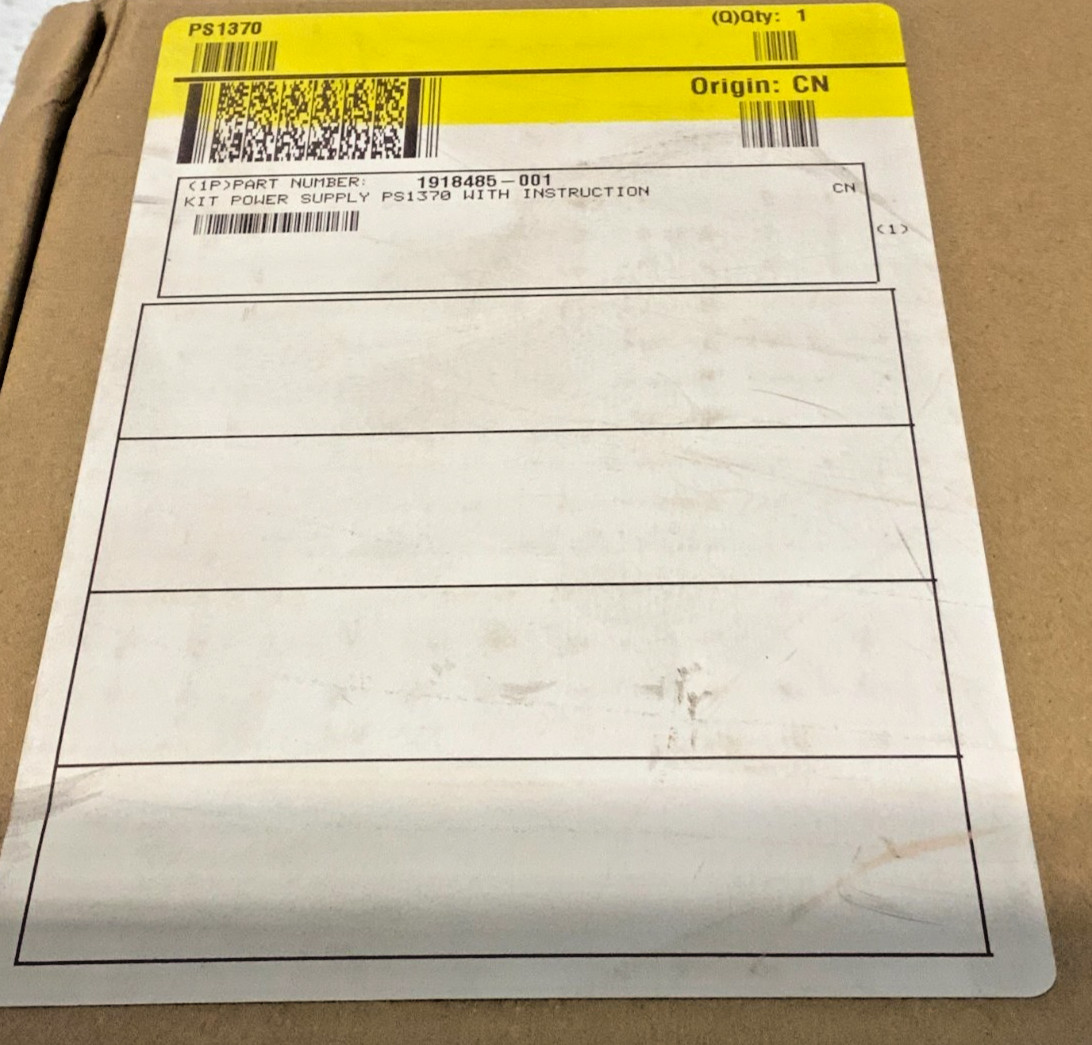 PS1370
(Q)Qty: 1
Origin: CN
(1P)PART NUMBER: 1918485-001
KIT POWER SUPPLY PS1370 WITH INSTRUCTION CN
(1)